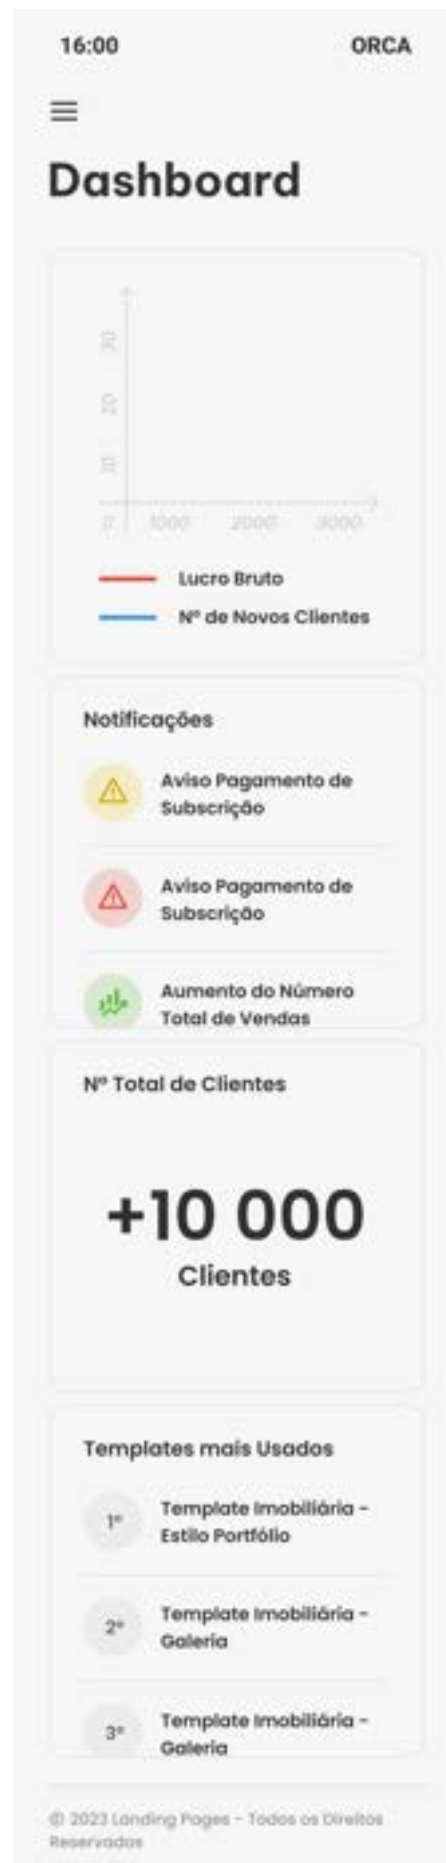 16:00 ORCA
Dashboard
30
20
10
0 1000 2000 3000
Lucro Bruto
Nº de Novos Clientes
Notificações
Aviso Pagamento de
Subscrição
Aviso Pagamento de
Subscrição
Aumento do Número
Total de Vendas
Nº Total de Clientes
+10 000
Clientes
Templates mais Usados
1º Template Imobiliária -
Estilo Portfólio
2º Template Imobiliária -
Galeria
3º Template Imobiliária -
Galeria
© 2023 Landing Pages - Todos os Direitos
Reservados